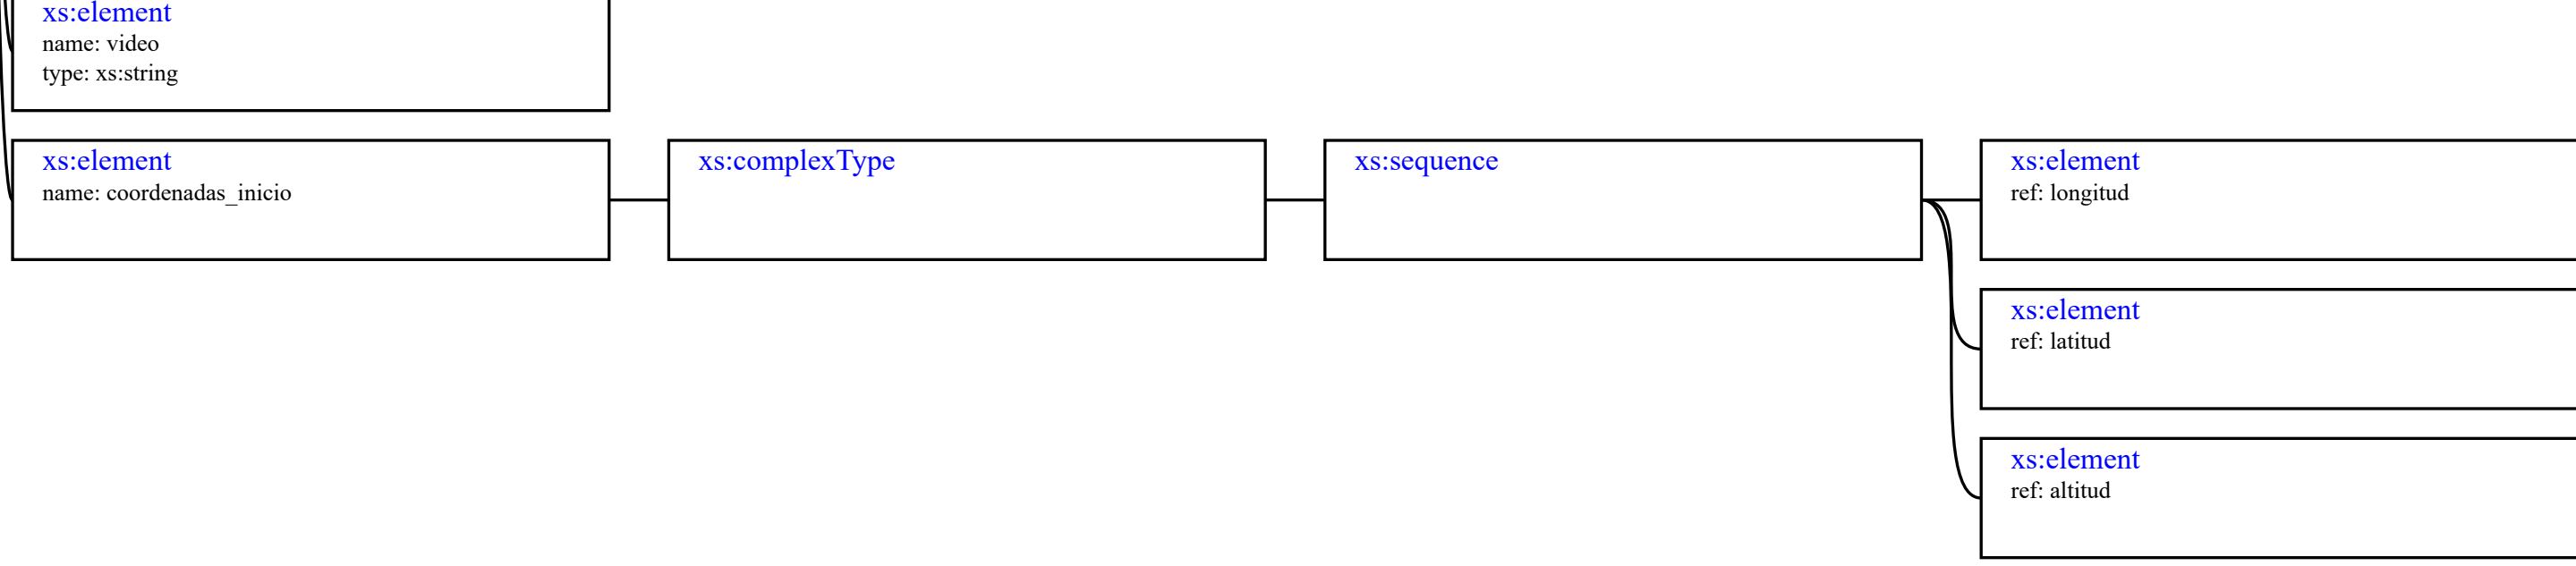 xs:element
name: video
type: xs:string
xs:element
name: coordenadas_inicio
xs:complexType
xs:sequence
xs:element
ref: longitud
xs:element
ref: latitud
xs:element
ref: altitud